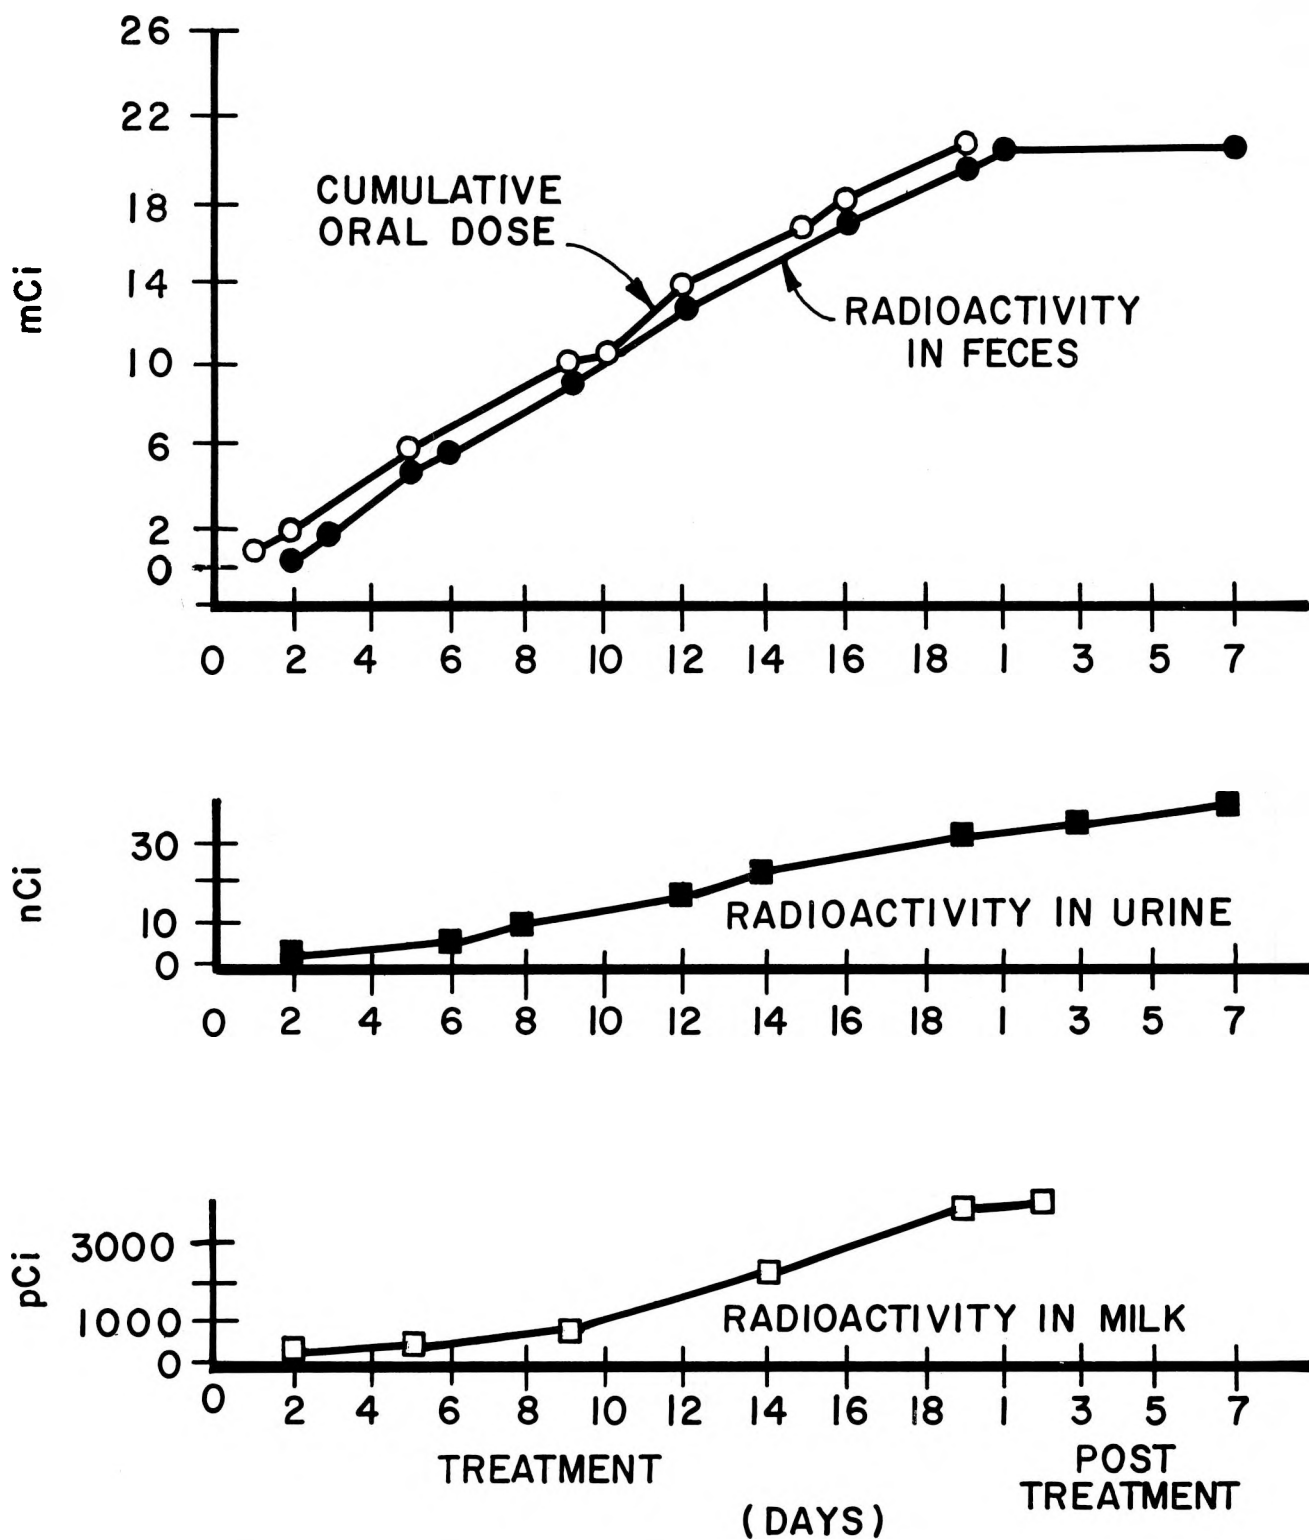 26
22
18
14
10
6
2
0
mCi
CUMULATIVE
ORAL DOSE
RADIOACTIVITY
IN FECES
0 2 4 6 8 10 12 14 16 18 1 3 5 7
30
10
0
nCi
RADIOACTIVITY IN URINE
0 2 4 6 8 10 12 14 16 18 1 3 5 7
3000
1000
0
pCi
RADIOACTIVITY IN MILK
0 2 4 6 8 10 12 14 16 18 1 3 5 7
TREATMENT
POST
TREATMENT
(DAYS)